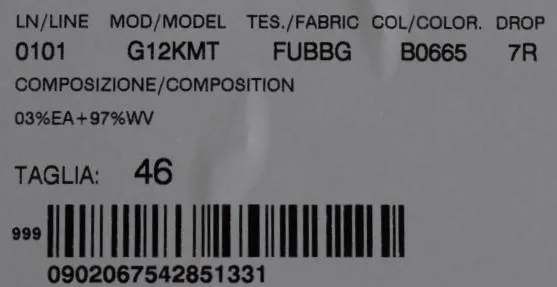 LN/LINE MOD/MODEL TES./FABRIC COL/COLOR. DROP
0101 G12KMT FUBBG B0665 7R
COMPOSIZIONE/COMPOSITION
03%EA+97%WV
TAGLIA: 46
999
0902067542851331